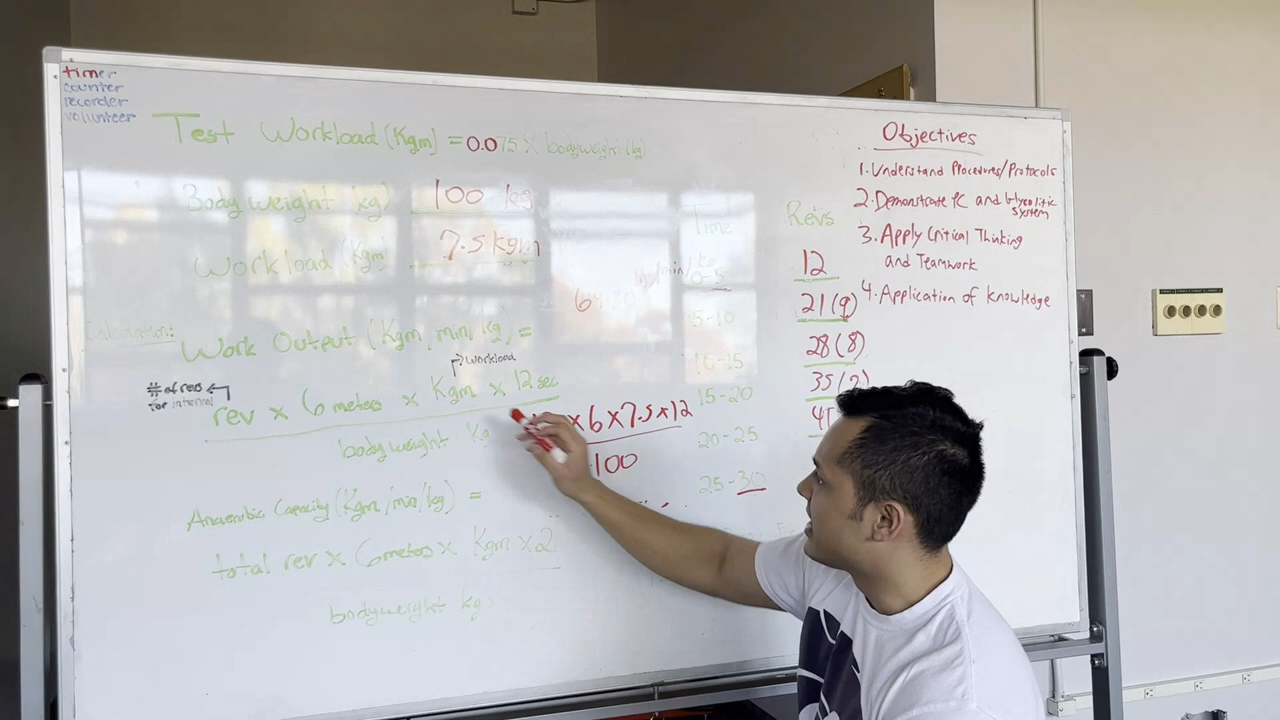 timer
counter
recorder
volunteer
Test Workload (Kgm) = 0.075 x bodyweight (kg)
Bodyweight kg) 100 kg
Workload (Kgm) 7.5 kgm
Calculation:
Work Output (Kgm, min, kg) =
→ workload
# of revs
for interval
rev x 6 meters x Kgm x 12 sec
bodyweight Kg
x 6 x 7.5 x 12
100
Anaerobic Capacity (Kgm/min/kg) =
total rev x 6 meters x Kgm x 2
bodyweight kg
Time
0-5
5-10
10-15
15-20
20-25
25-30
Revs
12
21 (9)
28 (8)
35 (7)
Objectives
1. Understand Procedures/Protocols
2. Demonstrate PC and Glycolitic
System
3. Apply Critical Thinking
and Teamwork
4. Application of knowledge